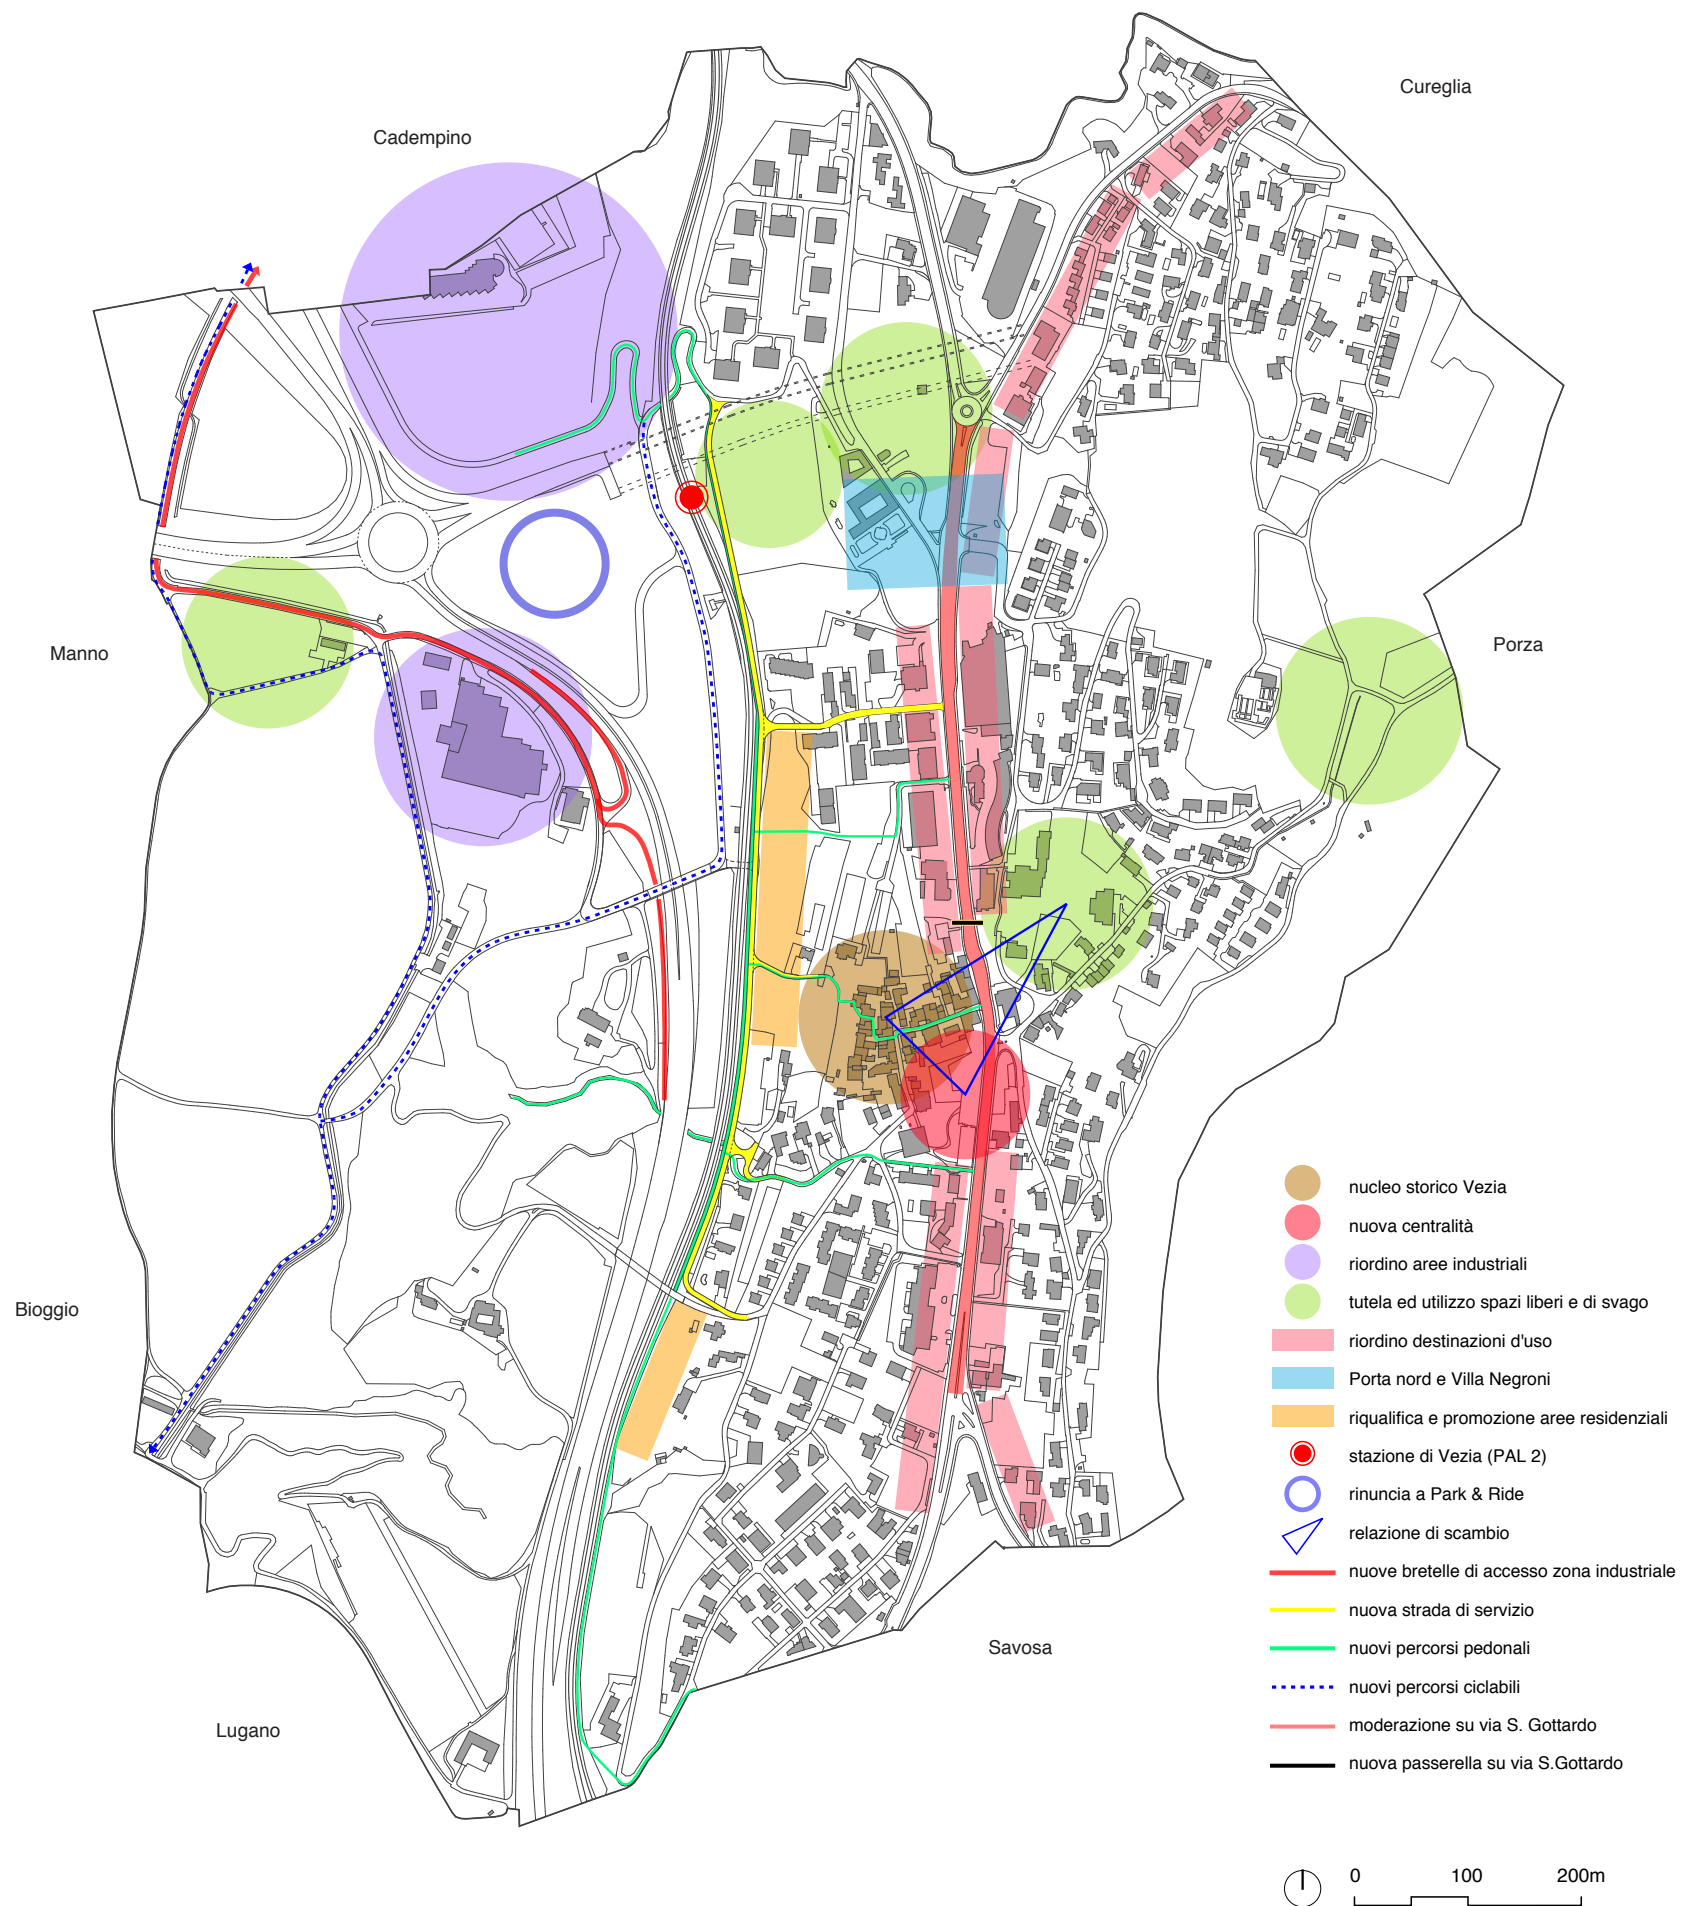 Cureglia
Cadempino
Manno
Porza
Bioggio
Savosa
Lugano
nucleo storico Vezia
nuova centralità
riordino aree industriali
tutela ed utilizzo spazi liberi e di svago
riordino destinazioni d'uso
Porta nord e Villa Negroni
riqualifica e promozione aree residenziali
stazione di Vezia (PAL 2)
rinuncia a Park & Ride
relazione di scambio
nuove bretelle di accesso zona industriale
nuova strada di servizio
nuovi percorsi pedonali
nuovi percorsi ciclabili
moderazione su via S. Gottardo
nuova passerella su via S.Gottardo
0 100 200m